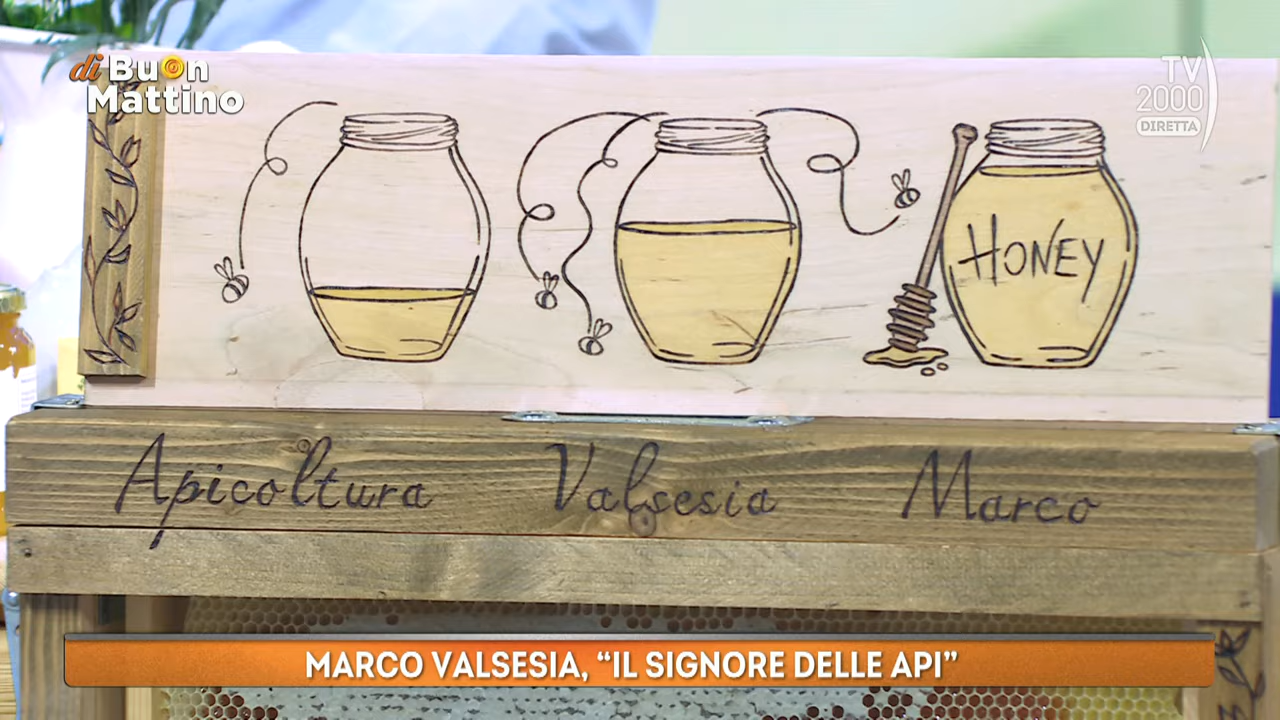 di Buon
Mattino
TV
2000
DIRETTA
HONEY
Apicoltura Valsesia Marco
MARCO VALSESIA, “IL SIGNORE DELLE API”